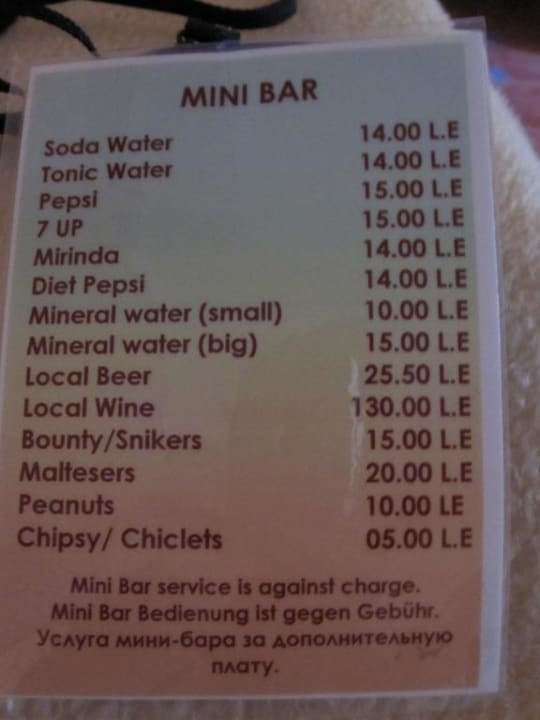 MINI BAR
Soda Water 14.00 L.E
Tonic Water 14.00 L.E
Pepsi 15.00 L.E
7 UP 15.00 L.E
Mirinda 14.00 L.E
Diet Pepsi 14.00 L.E
Mineral water (small) 10.00 L.E
Mineral water (big) 15.00 L.E
Local Beer 25.50 L.E
Local Wine 130.00 L.E
Bounty/Snikers 15.00 L.E
Maltesers 20.00 L.E
Peanuts 10.00 LE
Chipsy/ Chiclets 05.00 L.E
Mini Bar service is against charge.
Mini Bar Bedienung ist gegen Gebühr.
Услуга мини-бара за дополнительную
плату.